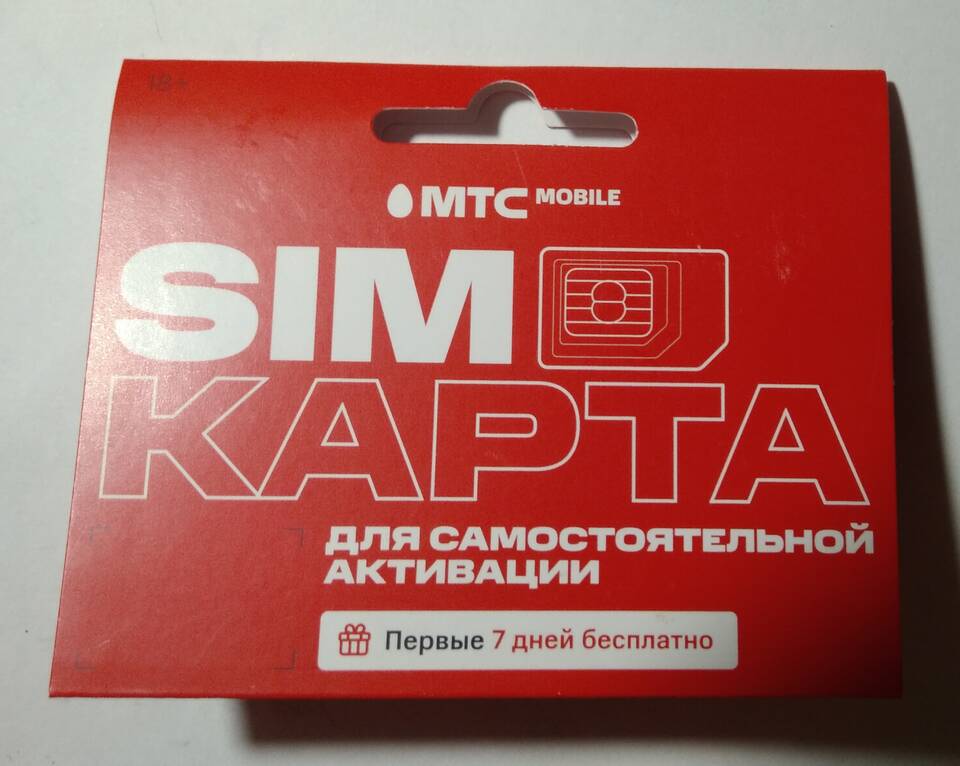 18+
МТС MOBILE
SIM
КАРТА
ДЛЯ САМОСТОЯТЕЛЬНОЙ
АКТИВАЦИИ
Первые 7 дней бесплатно